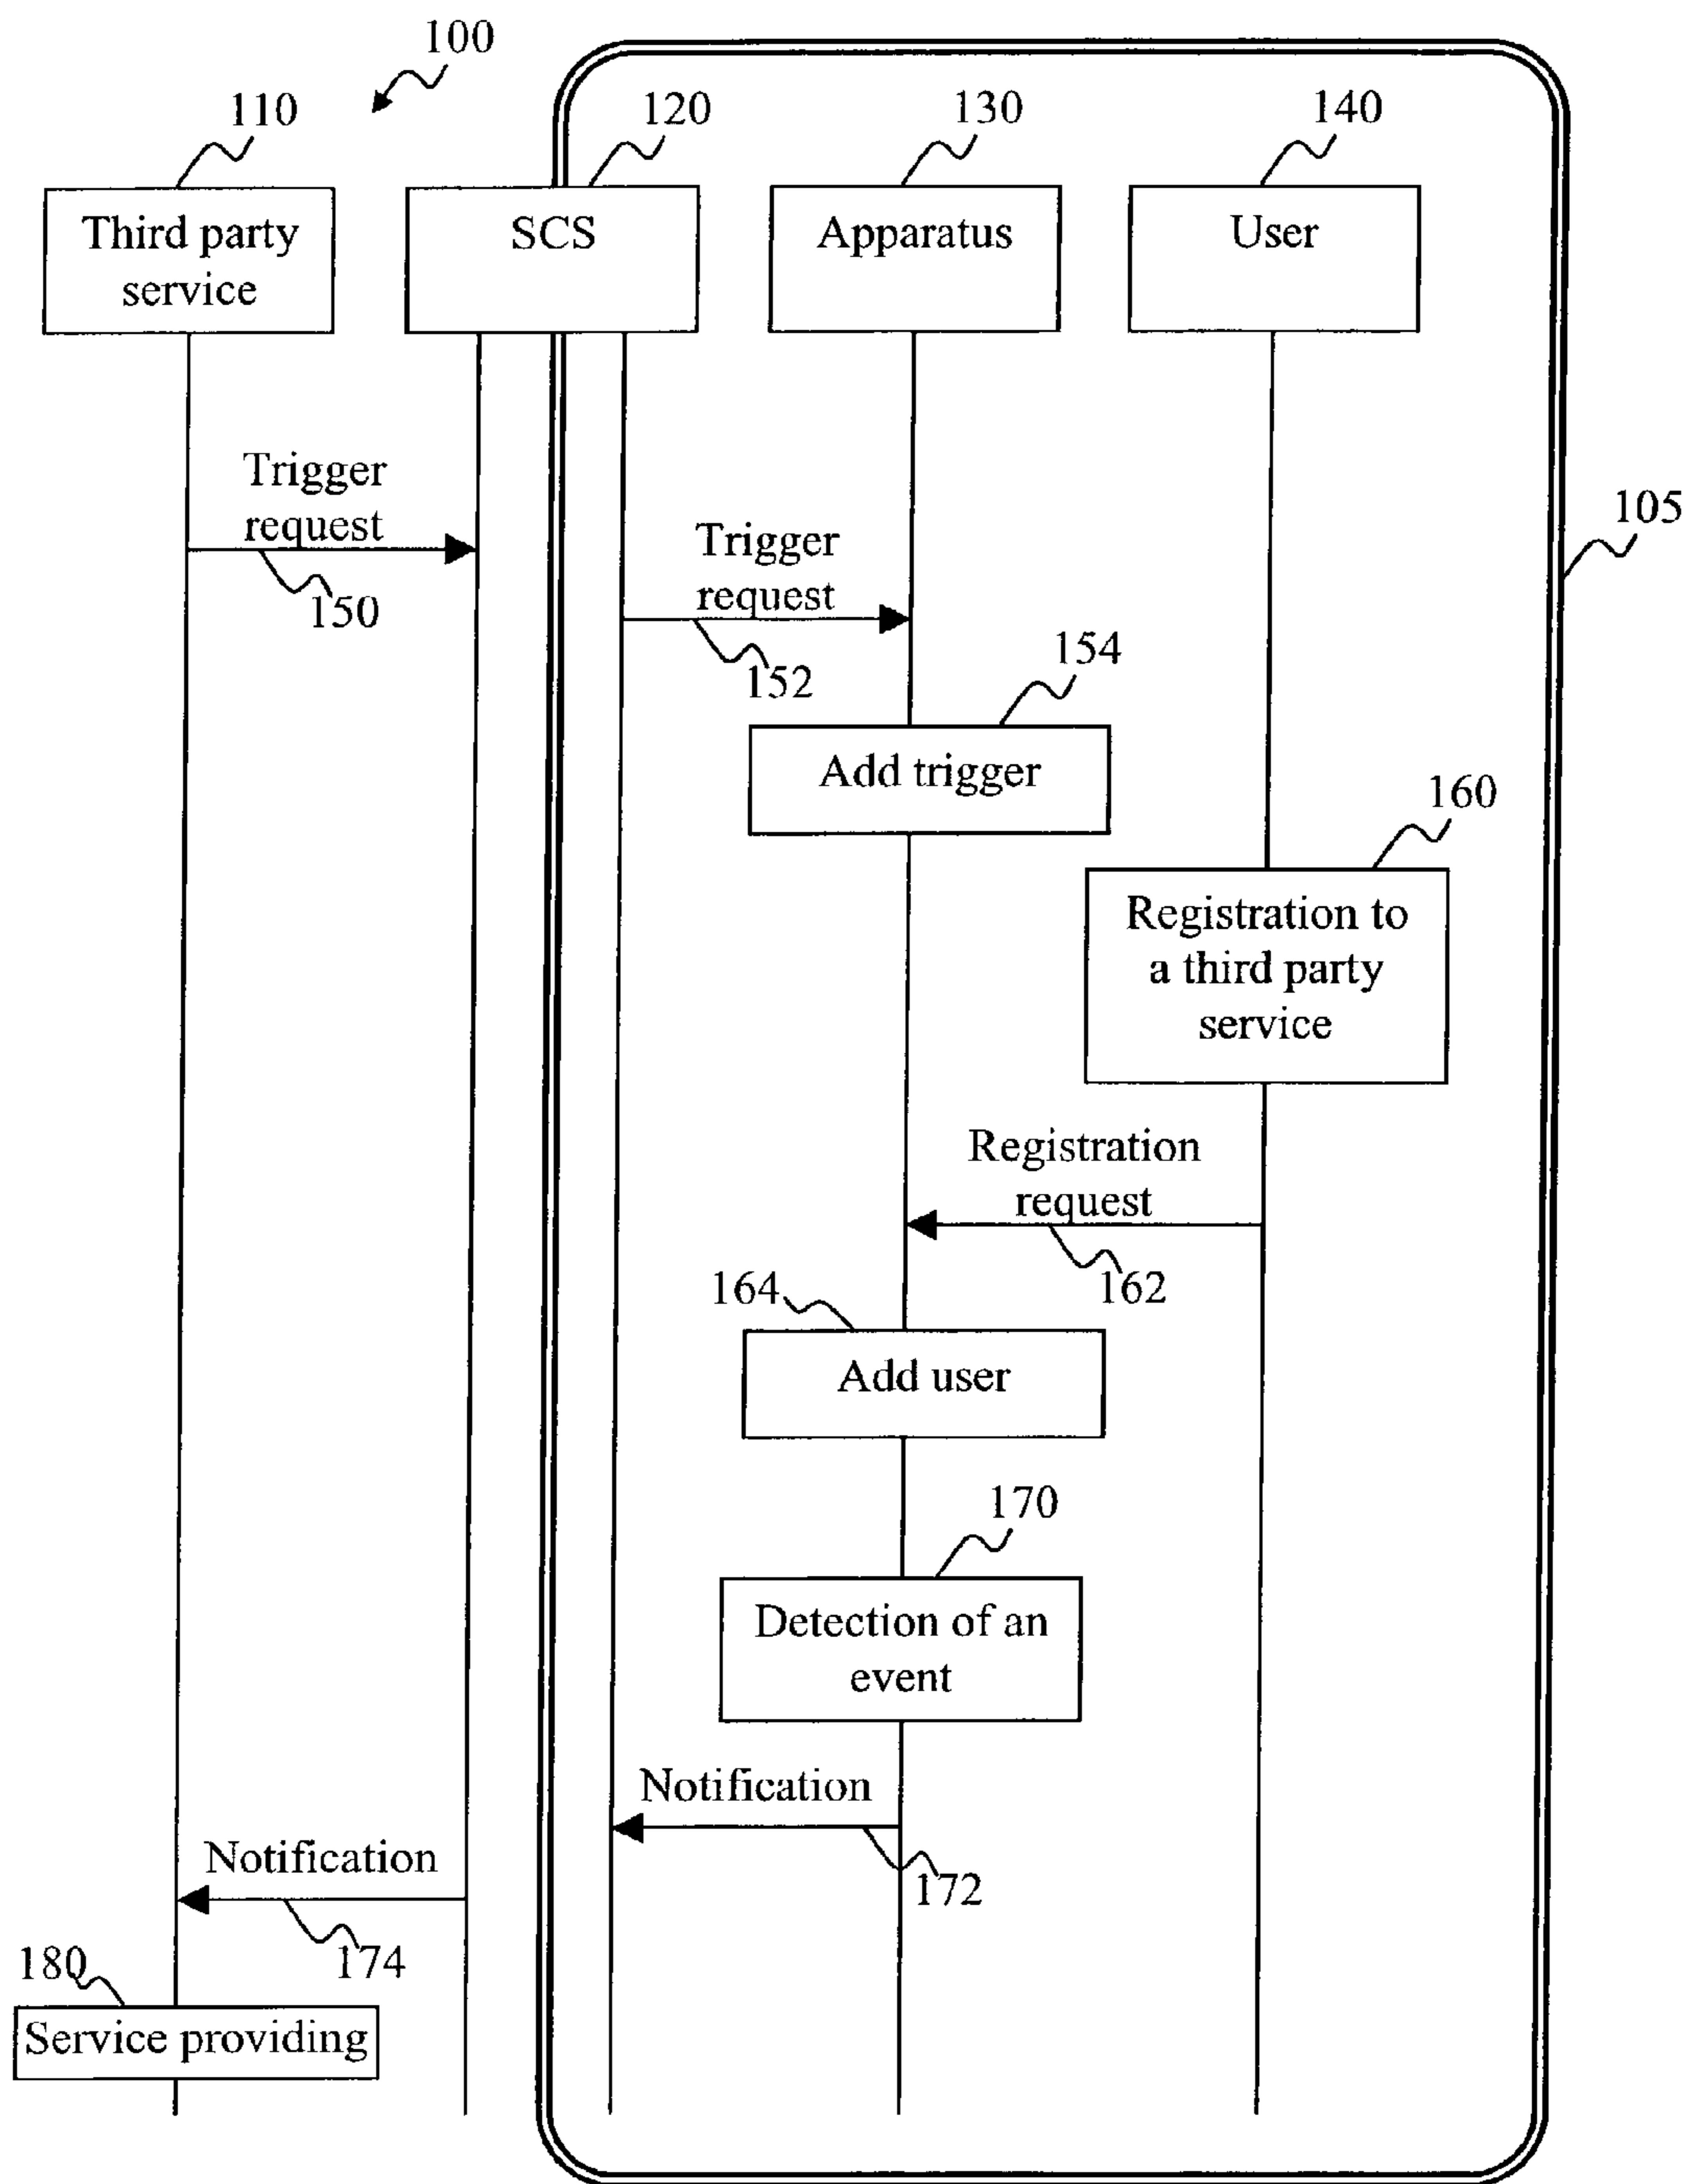 100
110
120
130
140
Third party
service
SCS
Apparatus
User
Trigger
request
150
105
Trigger
request
152
154
Add trigger
160
Registration to
a third party
service
Registration
request
162
164
Add user
170
Detection of an
event
Notification
172
Notification
174
180
Service providing